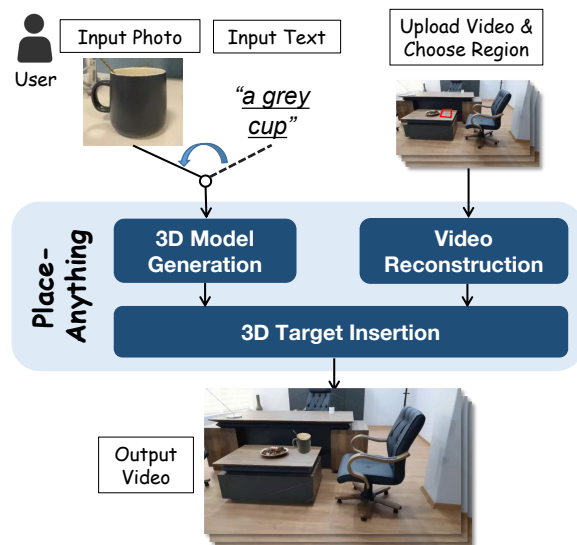 User
Input Photo
Input Text
Upload Video &
Choose Region
“a grey
cup”
Place-
Anything
3D Model
Generation
Video
Reconstruction
3D Target Insertion
Output
Video